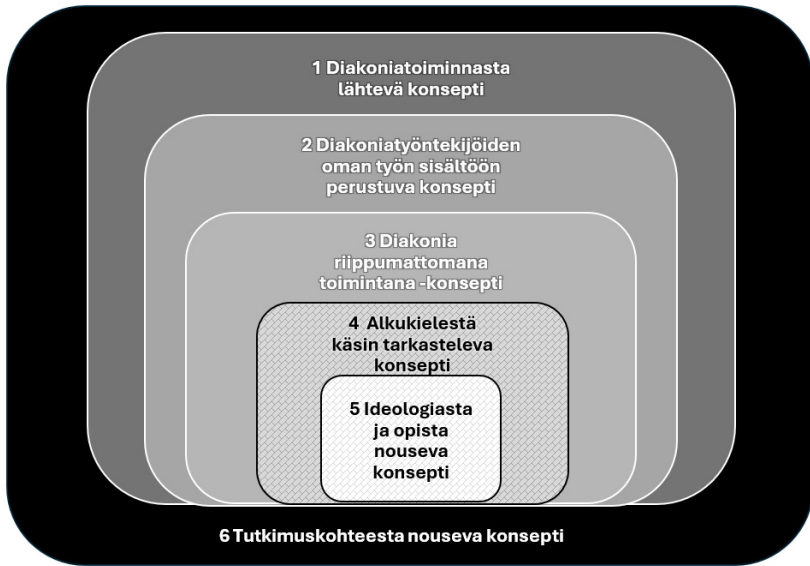 1 Diakoniatoiminnasta
lähtevä konsepti
2 Diakoniatyöntekijöiden
oman työn sisältöön
perustuva konsepti
3 Diakonia
riippumattomana
toimintana -konsepti
4 Alkukielestä
käsin tarkasteleva
konsepti
5 Ideologiasta
ja opista
nouseva
konsepti
6 Tutkimuskohteesta nouseva konsepti